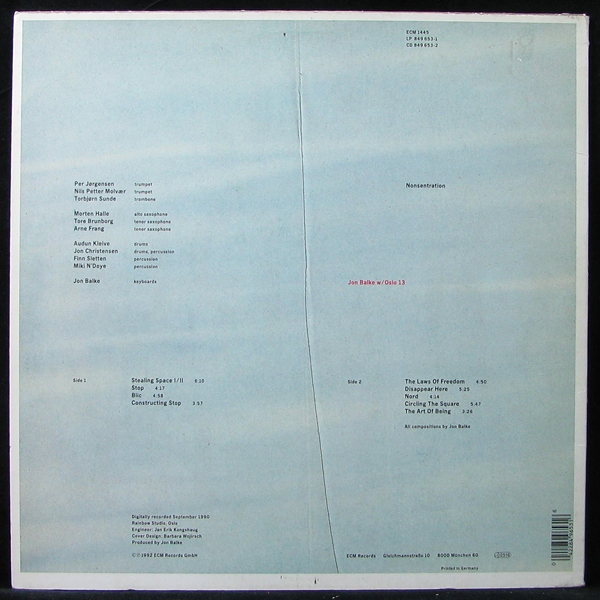 ECM 1445
LP 849 653-1
CD 849 653-2
Per Jørgensen trumpet
Nils Petter Molvær trumpet
Torbjørn Sunde trombone
Morten Halle alto saxophone
Tore Brunborg tenor saxophone
Arne Frang tenor saxophone
Audun Kleive drums
Jon Christensen drums, percussion
Finn Sletten percussion
Miki N'Doye percussion
Jon Balke keyboards
Nonsentration
Jon Balke w/Oslo 13
Side 1
Stealing Space I/II 8:10
Stop 4:17
Blic 4:58
Constructing Stop 3:57
Side 2
The Laws Of Freedom 4:50
Disappear Here 5:25
Nord 4:14
Circling The Square 5:47
The Art Of Being 3:26
All compositions by Jon Balke
Digitally recorded September 1990
Rainbow Studio, Oslo
Engineer: Jan Erik Kongshaug
Cover Design: Barbara Wojirsch
Produced by Jon Balke
℗ © 1992 ECM Records GmbH
ECM Records Gleichmannstraße 10 8000 München 60
Printed in Germany